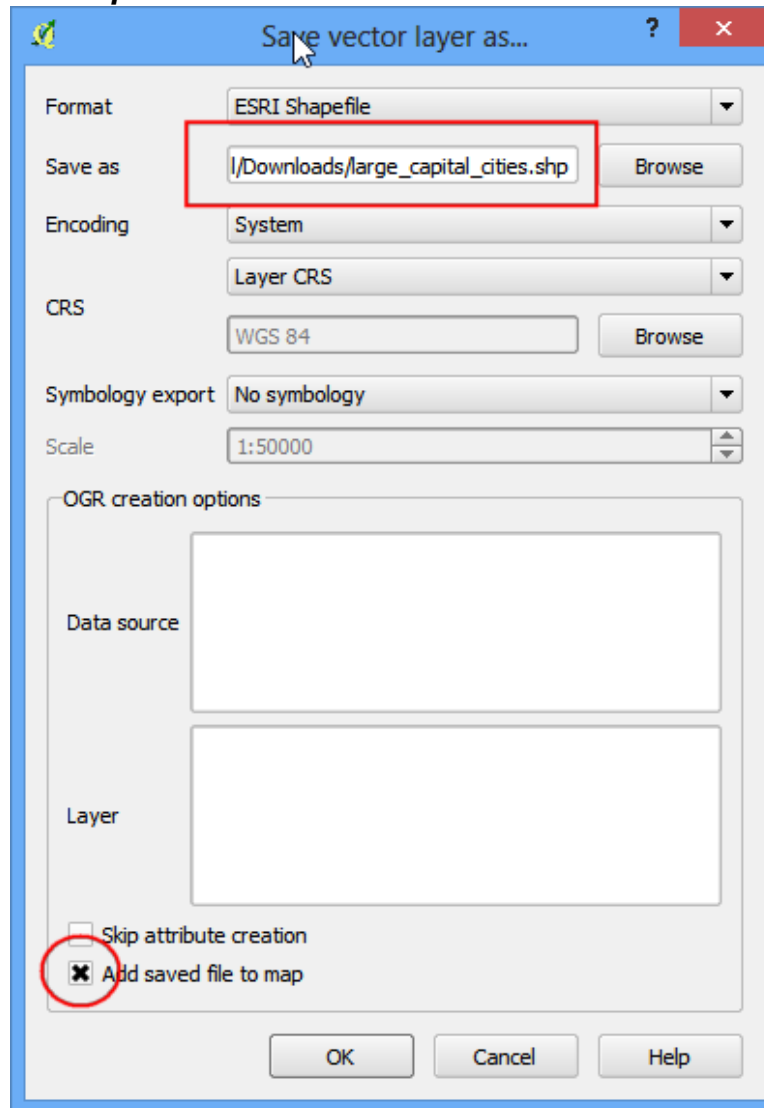 Save vector layer as... ? ×
Format ESRI Shapefile
Save as l/Downloads/large_capital_cities.shp Browse
Encoding System
Layer CRS
CRS
WGS 84 Browse
Symbology export No symbology
Scale 1:50000
OGR creation options
Data source
Layer
Skip attribute creation
Add saved file to map
OK Cancel Help